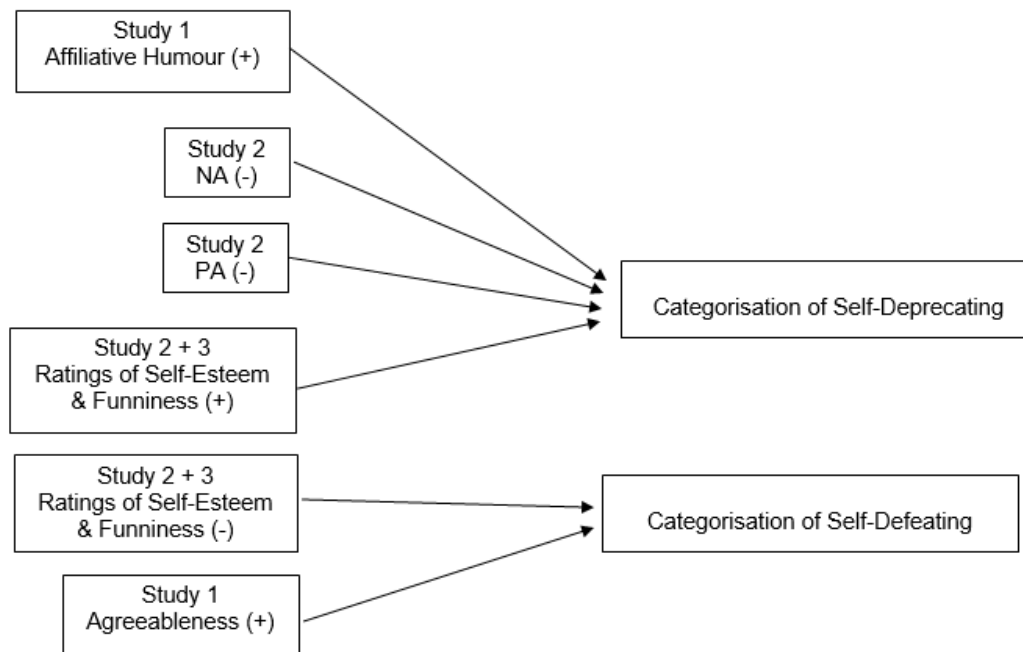 Study 1
Affiliative Humour (+)
Study 2
NA (-)
Study 2
PA (-)
Categorisation of Self-Deprecating
Study 2 + 3
Ratings of Self-Esteem
& Funniness (+)
Study 2 + 3
Ratings of Self-Esteem
& Funniness (-)
Categorisation of Self-Defeating
Study 1
Agreeableness (+)